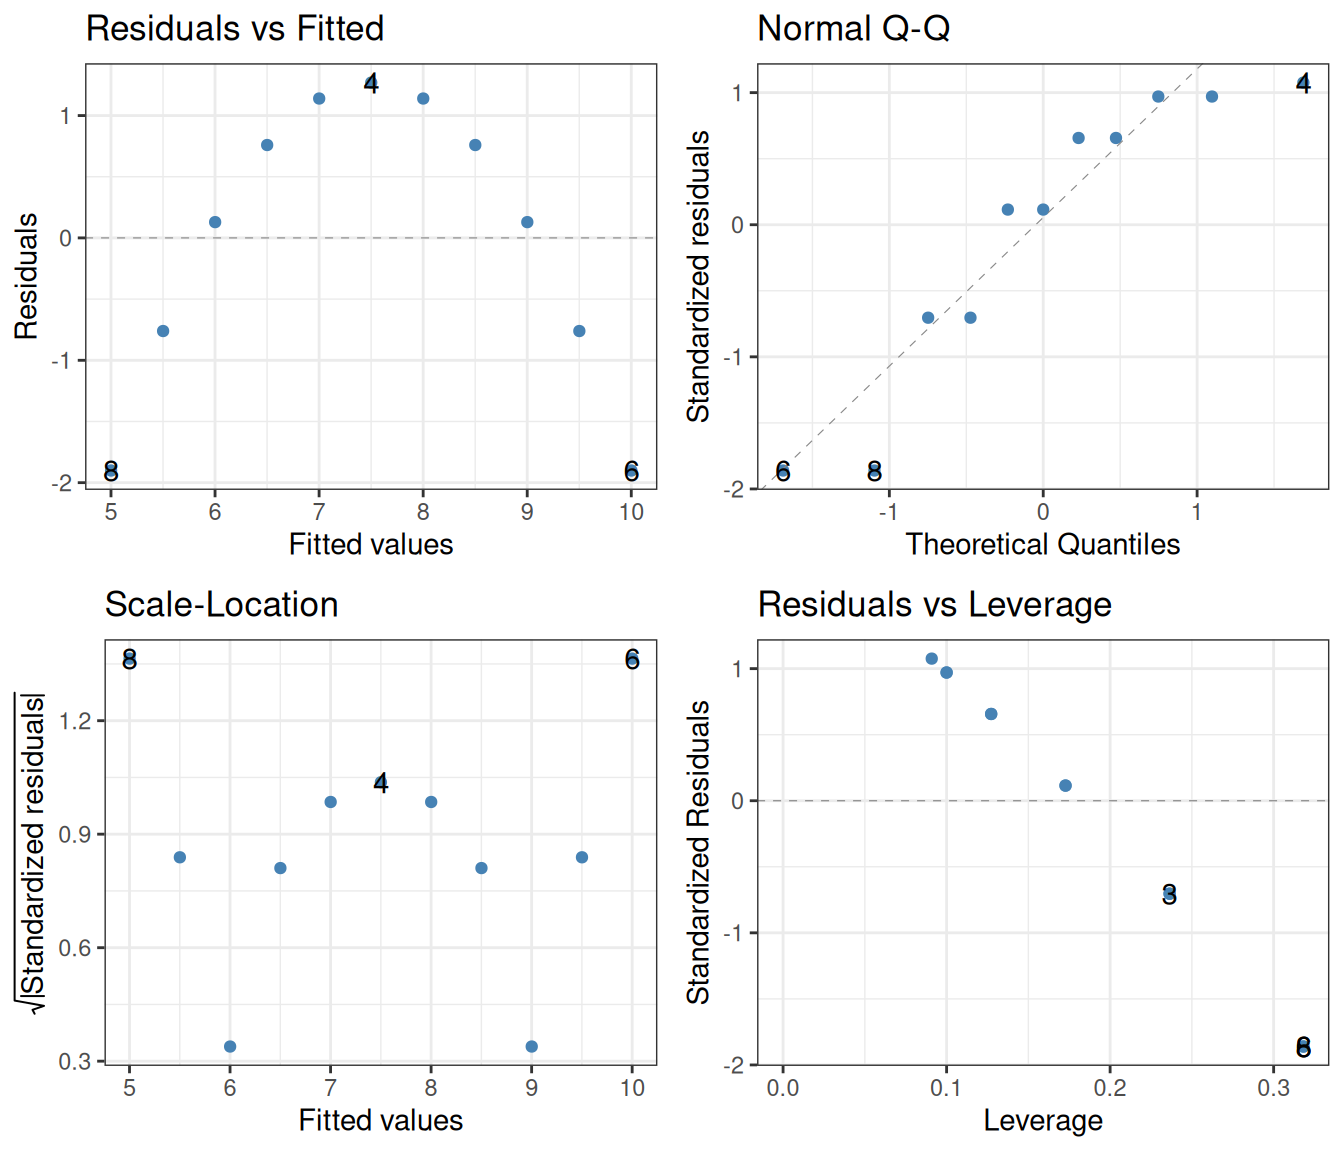 Residuals vs Fitted
1
0
-1
-2
Residuals
4
8
6
5 6 7 8 9 10
Fitted values
Normal Q-Q
1
0
-1
-2
Standardized residuals
4
6
8
-1 0 1
Theoretical Quantiles
Scale-Location
1.2
0.9
0.6
0.3
√|Standardized residuals|
8
6
4
5 6 7 8 9 10
Fitted values
Residuals vs Leverage
1
0
-1
-2
Standardized Residuals
3
0.0 0.1 0.2 0.3
Leverage